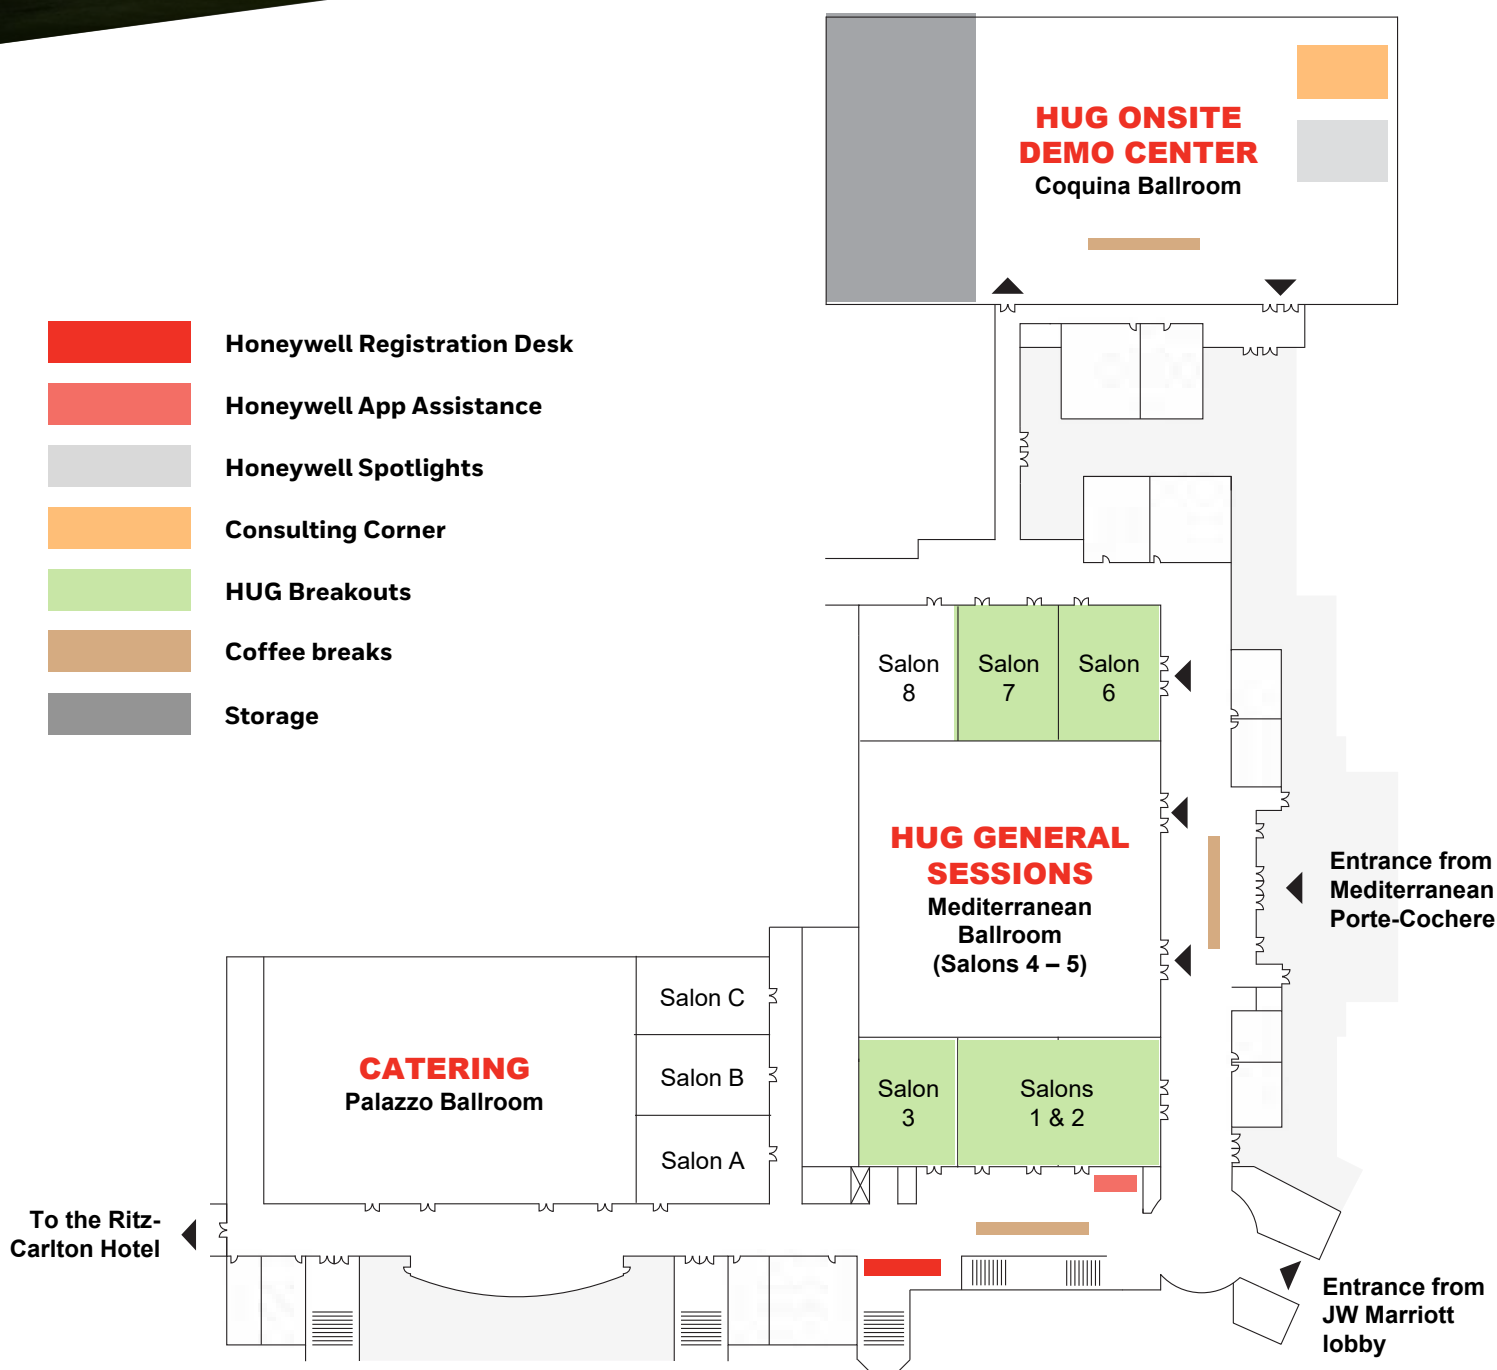 HUG ONSITE
DEMO CENTER
Coquina Ballroom
Honeywell Registration Desk
Honeywell App Assistance
Honeywell Spotlights
Consulting Corner
HUG Breakouts
Coffee breaks
Storage
Salon
8
Salon
7
Salon
6
HUG GENERAL
SESSIONS
Mediterranean
Ballroom
(Salons 4 – 5)
Entrance from
Mediterranean
Porte-Cochere
Salon C
Salon B
Salon A
CATERING
Palazzo Ballroom
Salon
3
Salons
1 & 2
To the Ritz-
Carlton Hotel
Entrance from
JW Marriott
lobby